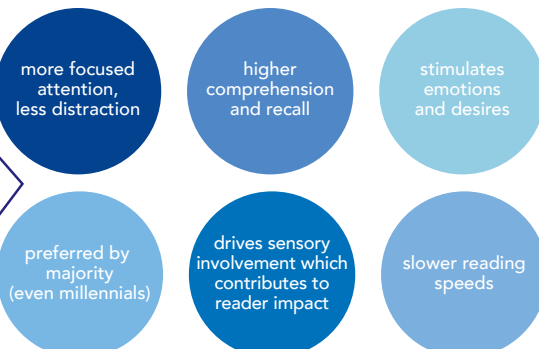 more focused
attention,
less distraction
higher
comprehension
and recall
stimulates
emotions
and desires
preferred by
majority
(even millennials)
drives sensory
involvement which
contributes to
reader impact
slower reading
speeds